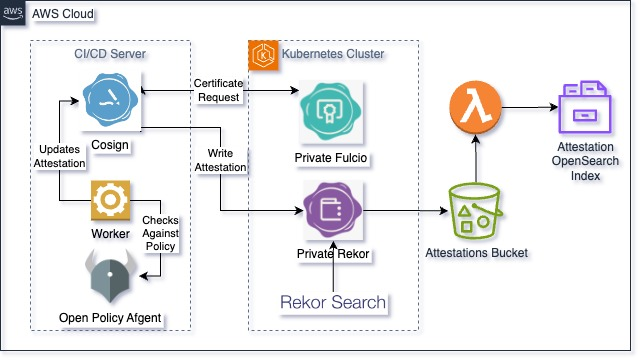 aws
AWS Cloud
CI/CD Server
Kubernetes Cluster
Certificate
Request
Cosign
Private Fulcio
Updates
Attestation
Write
Attestation
Attestation
OpenSearch
Index
Worker
Checks
Against
Policy
Private Rekor
Attestations Bucket
Rekor Search
Open Policy Afgent